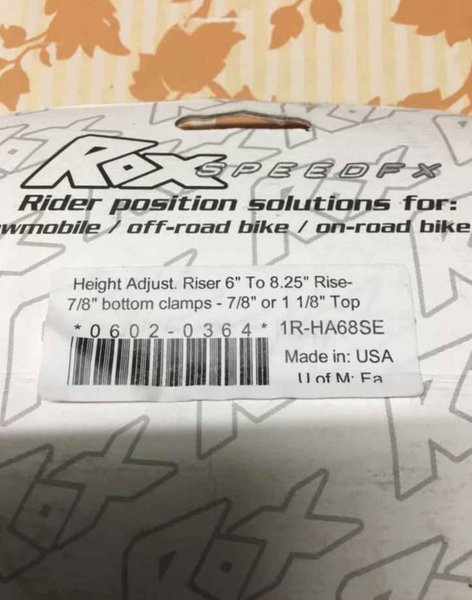 RoX SPEEDFX
Rider position solutions for:
wmobile / off-road bike / on-road bike
Height Adjust. Riser 6" To 8.25" Rise-
7/8" bottom clamps - 7/8" or 1 1/8" Top
*0602-0364* 1R-HA68SE
Made in: USA
U of M: Ea